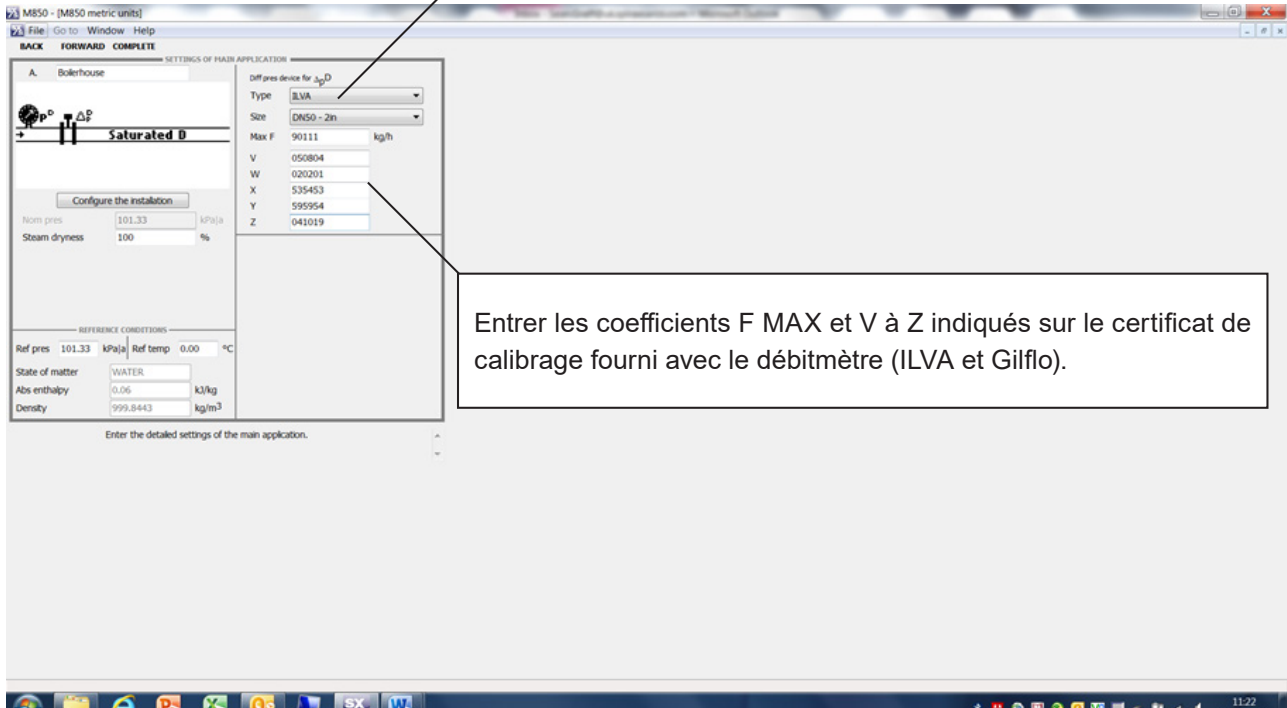 M850 - [M850 metric units]
File Go to Window Help
BACK FORWARD COMPLETE
SETTINGS OF MAIN APPLICATION
A. Boilerhouse
P D ΔP D
Saturated D
Configure the installation
Nom pres 101.33 kPa|a
Steam dryness 100 %
REFERENCE CONDITIONS
Ref pres 101.33 kPa|a Ref temp 0.00 °C
State of matter WATER
Abs enthalpy 0.06 kJ/kg
Density 999.8443 kg/m3
Diff pres device for ΔpD
Type ILVA
Size DN50 - 2in
Max F 90111 kg/h
V 050804
W 020201
X 535453
Y 595954
Z 041019
Enter the detailed settings of the main application.
Entrer les coefficients F MAX et V à Z indiqués sur le certificat de
calibrage fourni avec le débitmètre (ILVA et Gilflo).
SX W
11:22